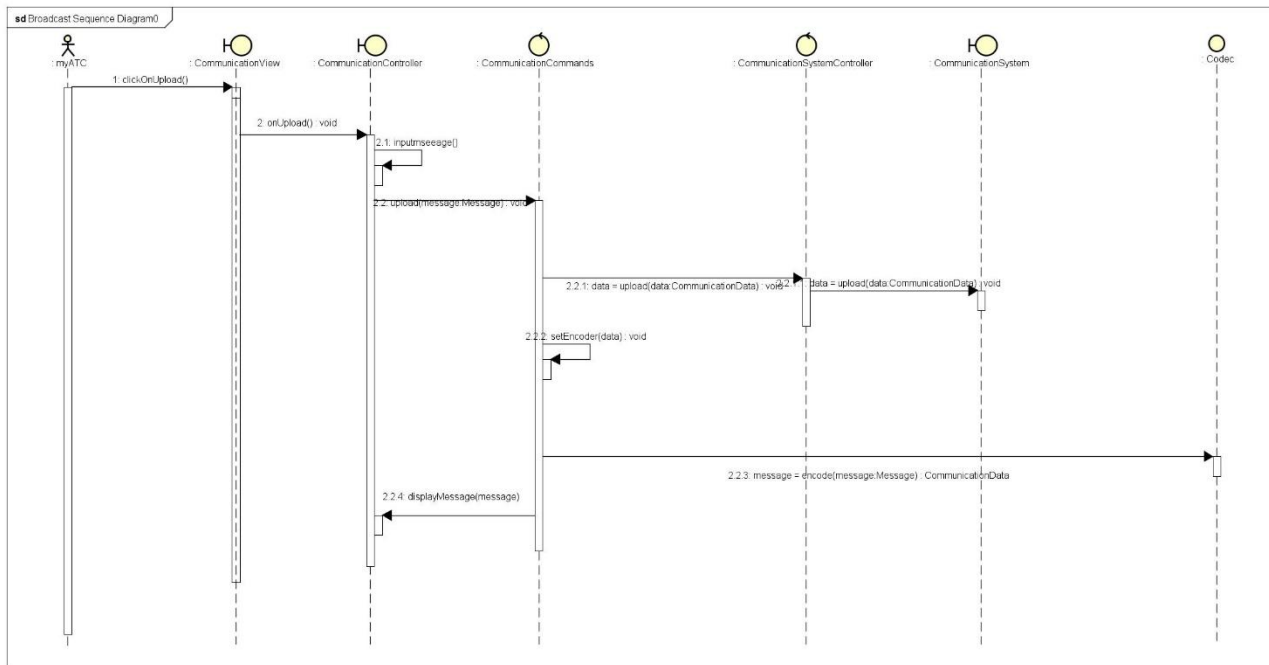 sd Broadcast Sequence Diagram0
: myATC
: CommunicationView
: CommunicationController
: CommunicationCommands
: CommunicationSystemController
: CommunicationSystem
: Codec
1: clickOnUpload()
2: onUpload() : void
2.1: inputmseeage()
2.2: upload(message:Message) : void
2.2.1: data = upload(data:CommunicationData) : void
data = upload(data:CommunicationData) : void
2.2.2: setEncoder(data) : void
2.2.3: message = encode(message:Message) : CommunicationData
2.2.4: displayMessage(message)